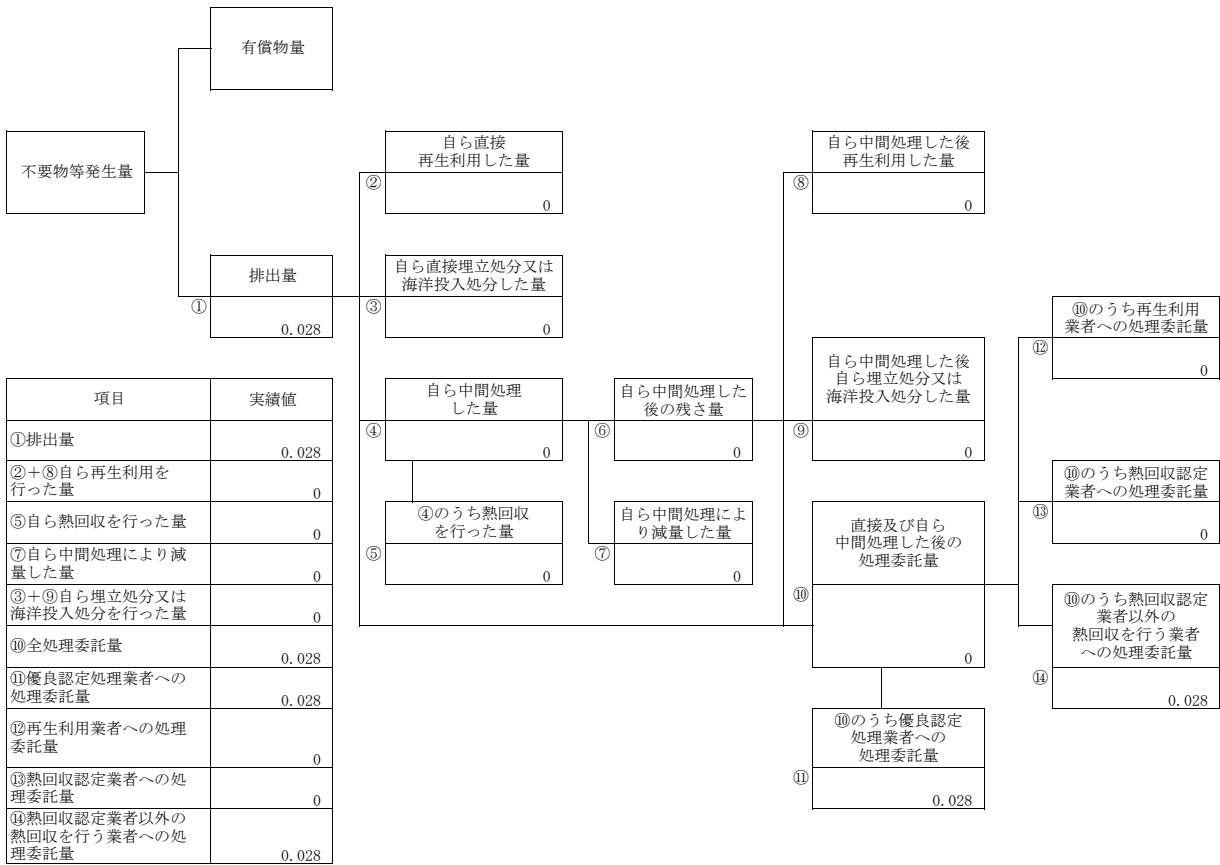 有償物量
不要物等発生量
自ら直接
再生利用した量
②
0
自ら中間処理した後
再生利用した量
⑧
0
排出量
①
0.028
自ら直接埋立処分又は
海洋投入処分した量
③
0
⑩のうち再生利用
業者への処理委託量
⑫
0
自ら中間処理
した量
④
0
自ら中間処理した
後の残さ量
⑥
0
自ら中間処理した後
自ら埋立処分又は
海洋投入処分した量
⑨
0
④のうち熱回収
を行った量
⑤
0
自ら中間処理によ
り減量した量
⑦
0
直接及び自ら
中間処理した後の
処理委託量
⑩
0
⑩のうち熱回収認定
業者への処理委託量
⑬
0
⑩のうち熱回収認定
業者以外の
熱回収を行う業者
への処理委託量
⑭
0.028
⑩のうち優良認定
処理業者への
処理委託量
⑪
0.028
項目 実績値
①排出量 0.028
②+⑧自ら再生利用を
行った量 0
⑤自ら熱回収を行った量 0
⑦自ら中間処理により減
量した量 0
③+⑨自ら埋立処分又は
海洋投入処分を行った量 0
⑩全処理委託量 0.028
⑪優良認定処理業者への
処理委託量 0.028
⑫再生利用業者への処理
委託量 0
⑬熱回収認定業者への処
理委託量 0
⑭熱回収認定業者以外の
熱回収を行う業者への処
理委託量 0.028